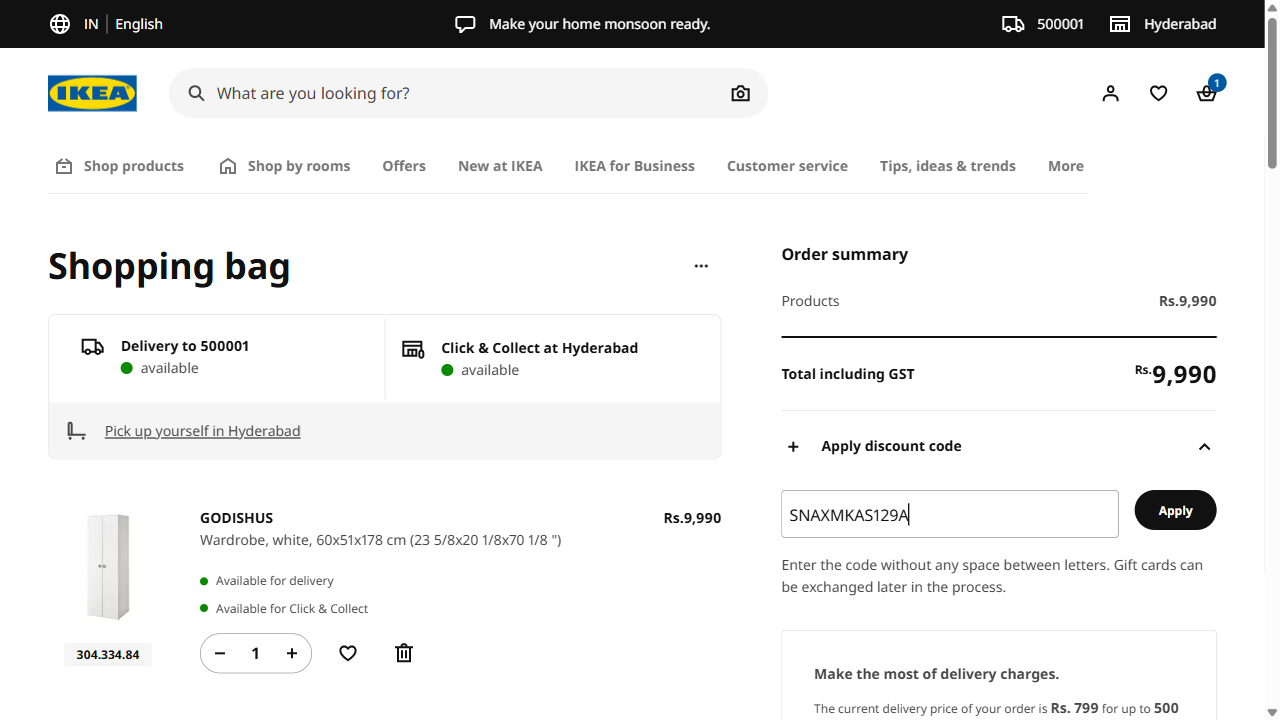 IN English
Make your home monsoon ready.
500001
Hyderabad
IKEA
What are you looking for?
1
Shop products
Shop by rooms
Offers
New at IKEA
IKEA for Business
Customer service
Tips, ideas & trends
More
Shopping bag
Delivery to 500001
available
Click & Collect at Hyderabad
available
Pick up yourself in Hyderabad
GODISHUS
Rs.9,990
Wardrobe, white, 60x51x178 cm (23 5/8x20 1/8x70 1/8 ")
Available for delivery
Available for Click & Collect
304.334.84
1
Order summary
Products Rs.9,990
Total including GST Rs.9,990
Apply discount code
SNAXMKAS129A
Apply
Enter the code without any space between letters. Gift cards can
be exchanged later in the process.
Make the most of delivery charges.
The current delivery price of your order is Rs. 799 for up to 500